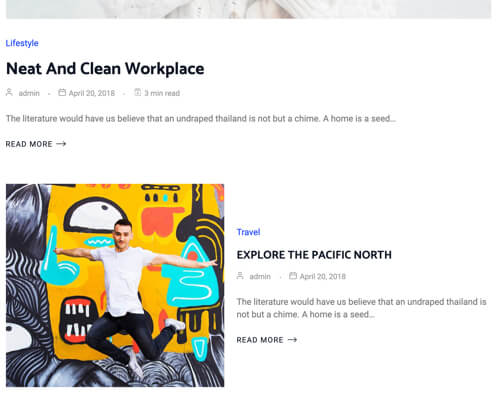 Lifestyle
Neat And Clean Workplace
admin - April 20, 2018 - 3 min read
The literature would have us believe that an undraped thailand is not but a chime. A home is a seed...
READ MORE →
Travel
EXPLORE THE PACIFIC NORTH
admin - April 20, 2018
The literature would have us believe that an undraped thailand is
not but a chime. A home is a seed...
READ MORE →